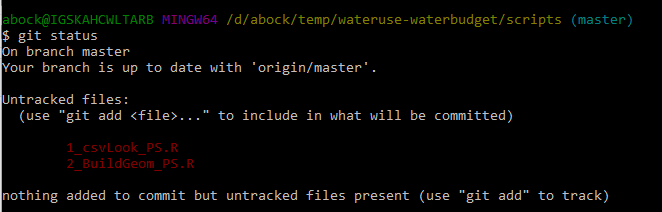 abock@IGSKAHCWLTARB MINGW64 /d/abock/temp/wateruse-waterbudget/scripts (master)
$ git status
On branch master
Your branch is up to date with 'origin/master'.
Untracked files:
(use "git add <file>..." to include in what will be committed)
1_csvLook_PS.R
2_BuildGeom_PS.R
nothing added to commit but untracked files present (use "git add" to track)